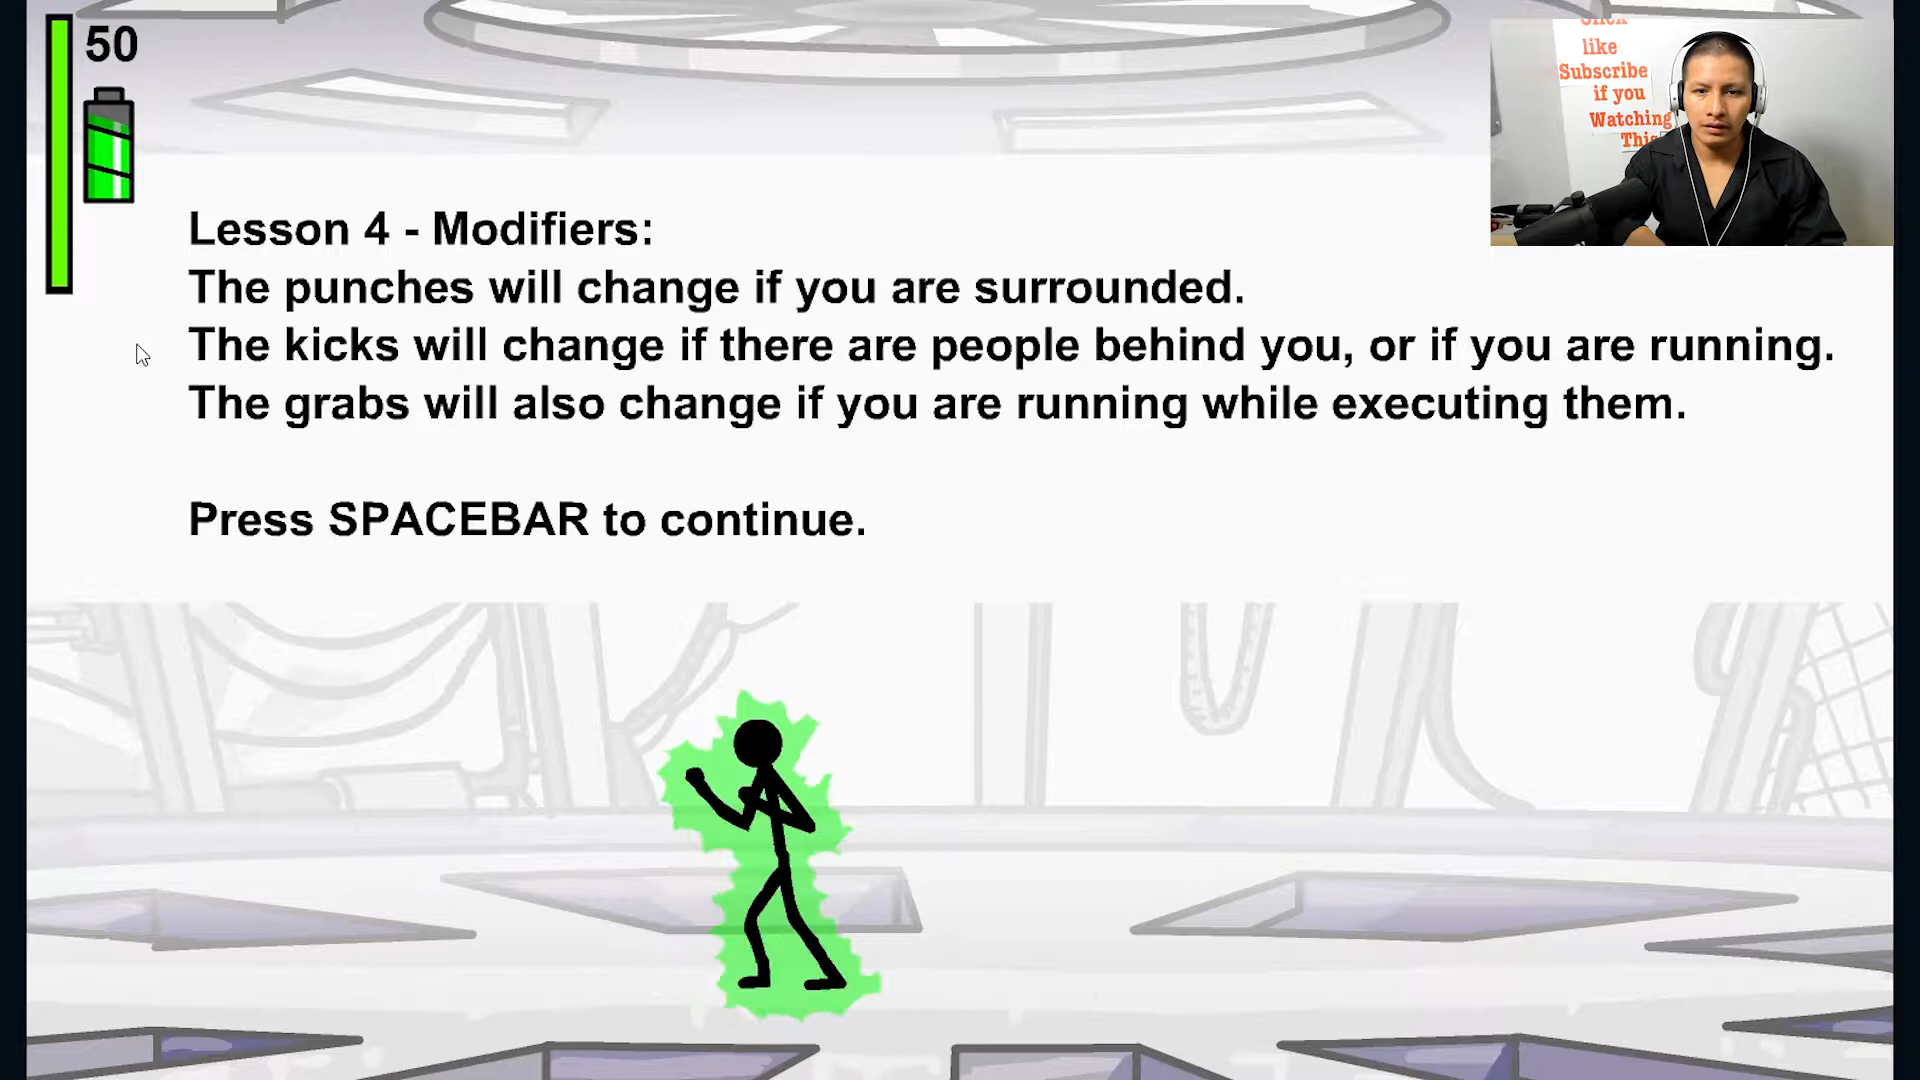 50
Click
like
Subscribe
if you
Watching
This
Lesson 4 - Modifiers:
The punches will change if you are surrounded.
The kicks will change if there are people behind you, or if you are running.
The grabs will also change if you are running while executing them.
Press SPACEBAR to continue.